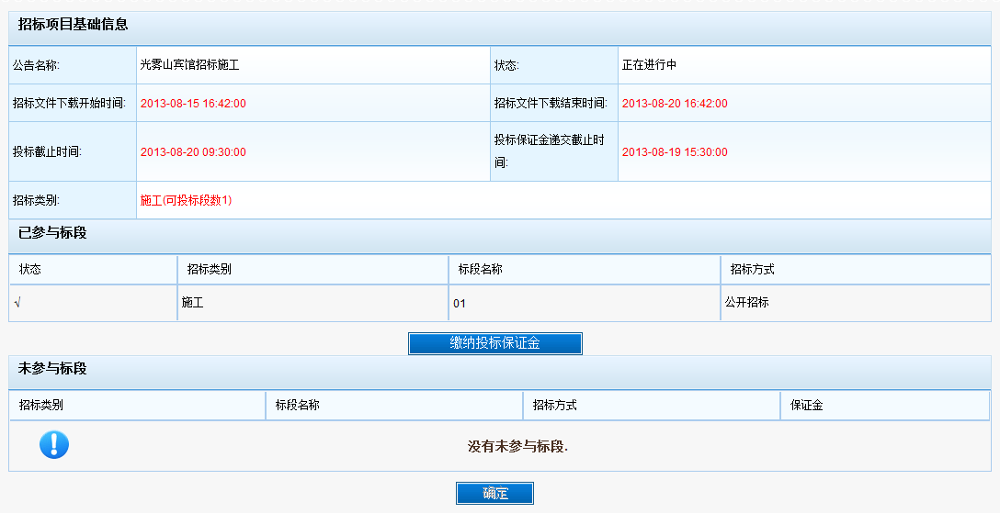 招标项目基础信息
公告名称: 光雾山宾馆招标施工 状态: 正在进行中
招标文件下载开始时间: 2013-08-15 16:42:00 招标文件下载结束时间: 2013-08-20 16:42:00
投标截止时间: 2013-08-20 09:30:00 投标保证金递交截止时
间: 2013-08-19 15:30:00
招标类别: 施工(可投标段数1)
已参与标段
状态 招标类别 标段名称 招标方式
√ 施工 01 公开招标
缴纳投标保证金
未参与标段
招标类别 标段名称 招标方式 保证金
没有未参与标段.
确定